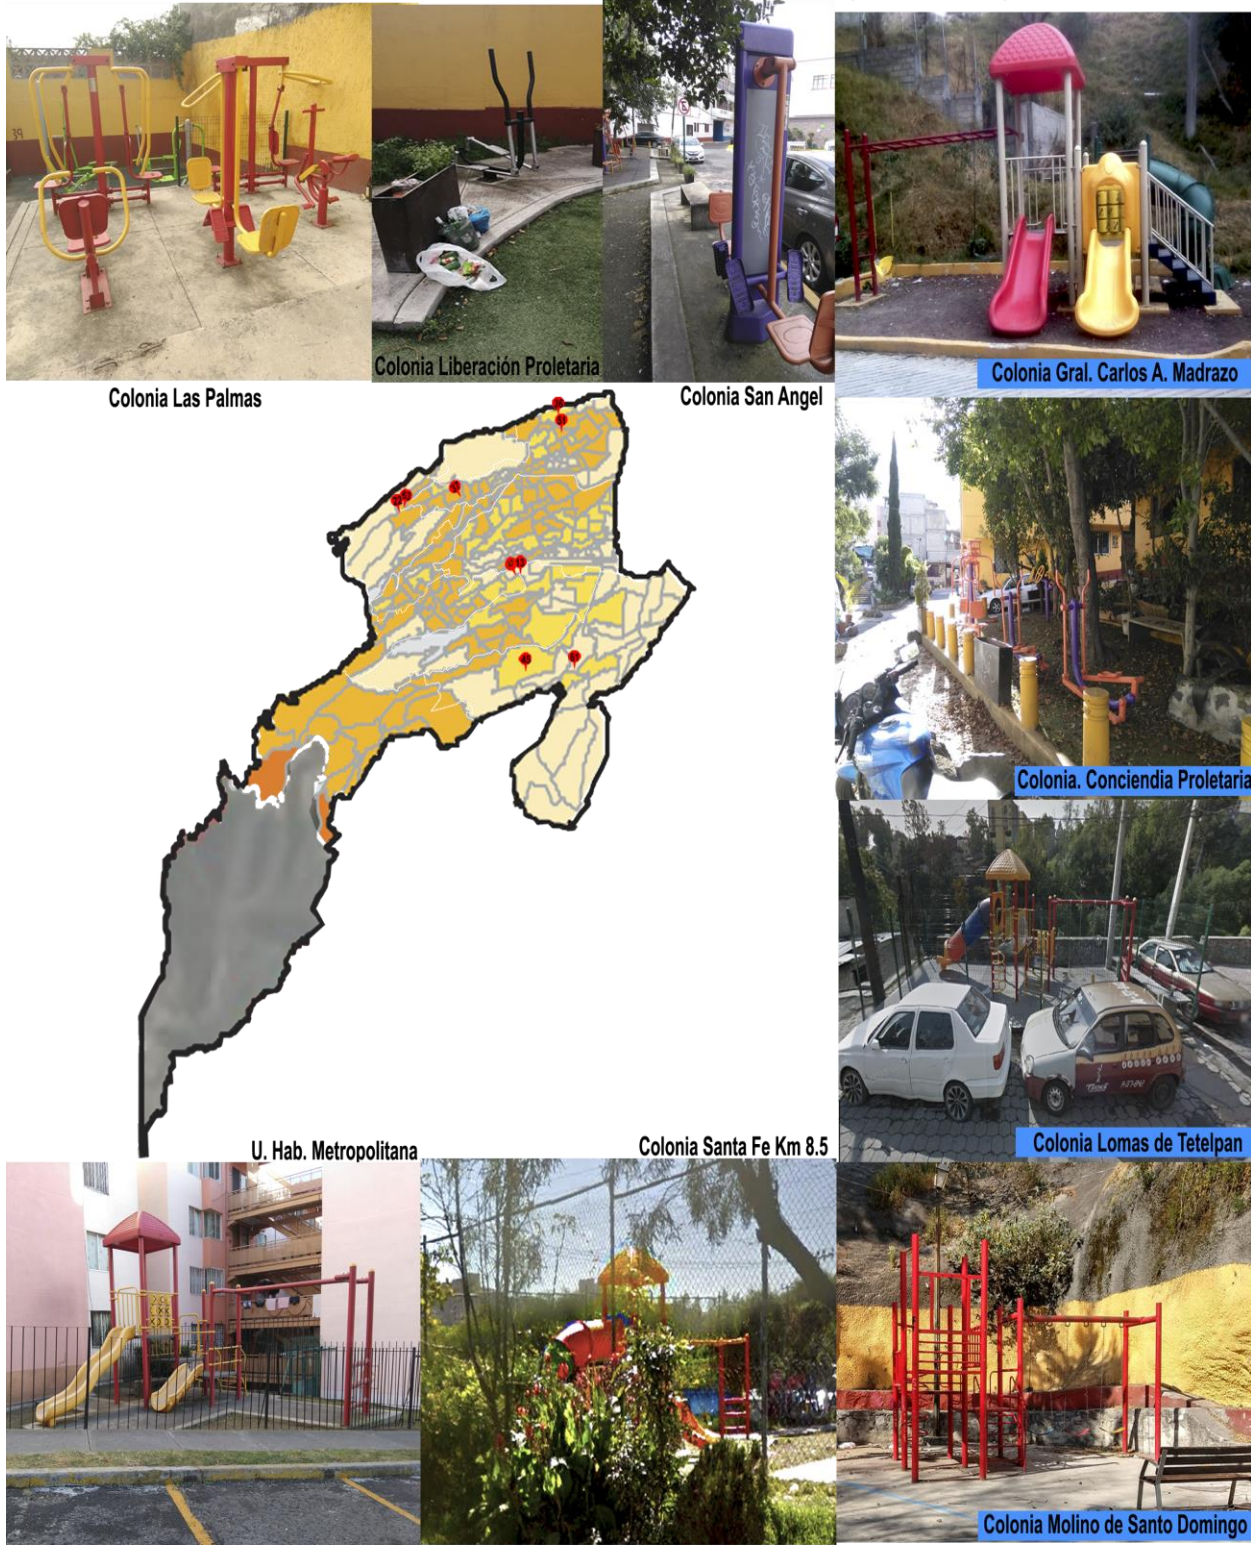 39
Colonia Liberación Proletaria
Colonia Gral. Carlos A. Madrazo
Colonia Las Palmas
Colonia San Angel
Colonia. Conciendia Proletaria
Colonia Lomas de Tetelpan
U. Hab. Metropolitana
Colonia Santa Fe Km 8.5
Colonia Molino de Santo Domingo